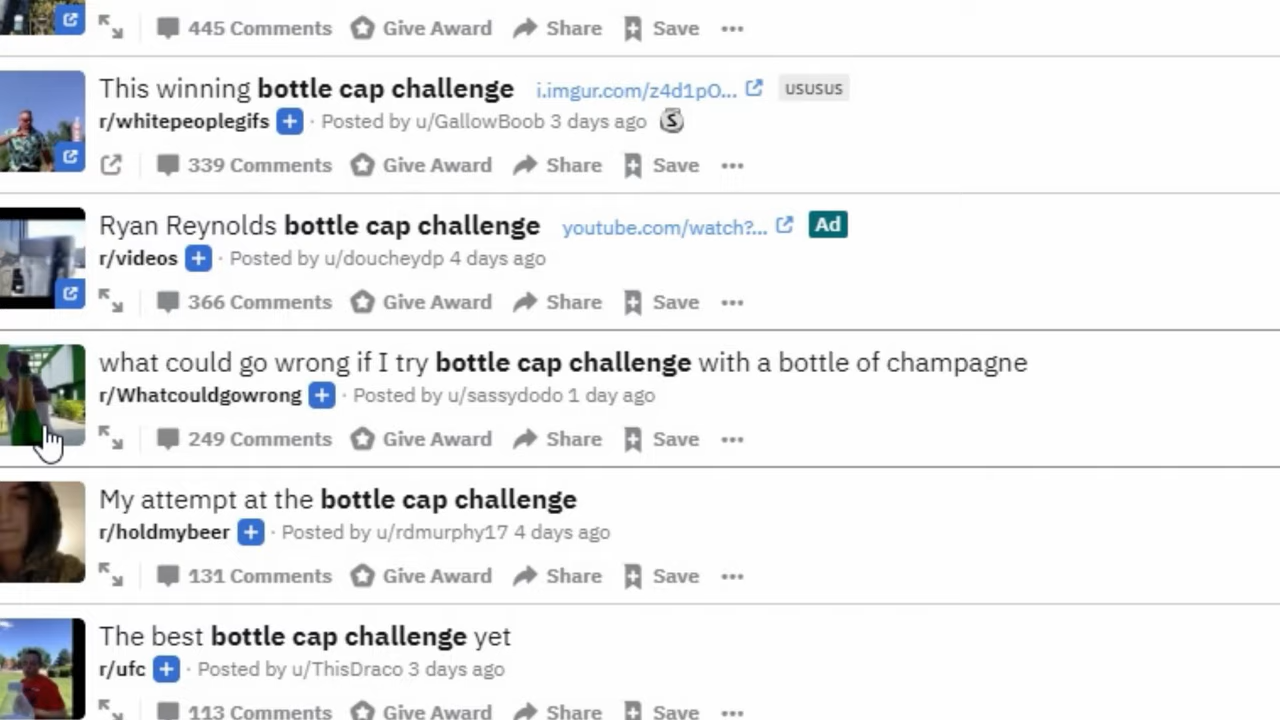 445 Comments Give Award Share Save
This winning bottle cap challenge i.imgur.com/z4d1pO... ususus
r/whitepeoplegifs · Posted by u/GallowBoob 3 days ago S
339 Comments Give Award Share Save
Ryan Reynolds bottle cap challenge youtube.com/watch?... Ad
r/videos · Posted by u/doucheydp 4 days ago
366 Comments Give Award Share Save
what could go wrong if I try bottle cap challenge with a bottle of champagne
r/Whatcouldgowrong · Posted by u/sassydodo 1 day ago
249 Comments Give Award Share Save
My attempt at the bottle cap challenge
r/holdmybeer · Posted by u/rdmurphy17 4 days ago
131 Comments Give Award Share Save
The best bottle cap challenge yet
r/ufc · Posted by u/ThisDraco 3 days ago
113 Comments Give Award Share Save